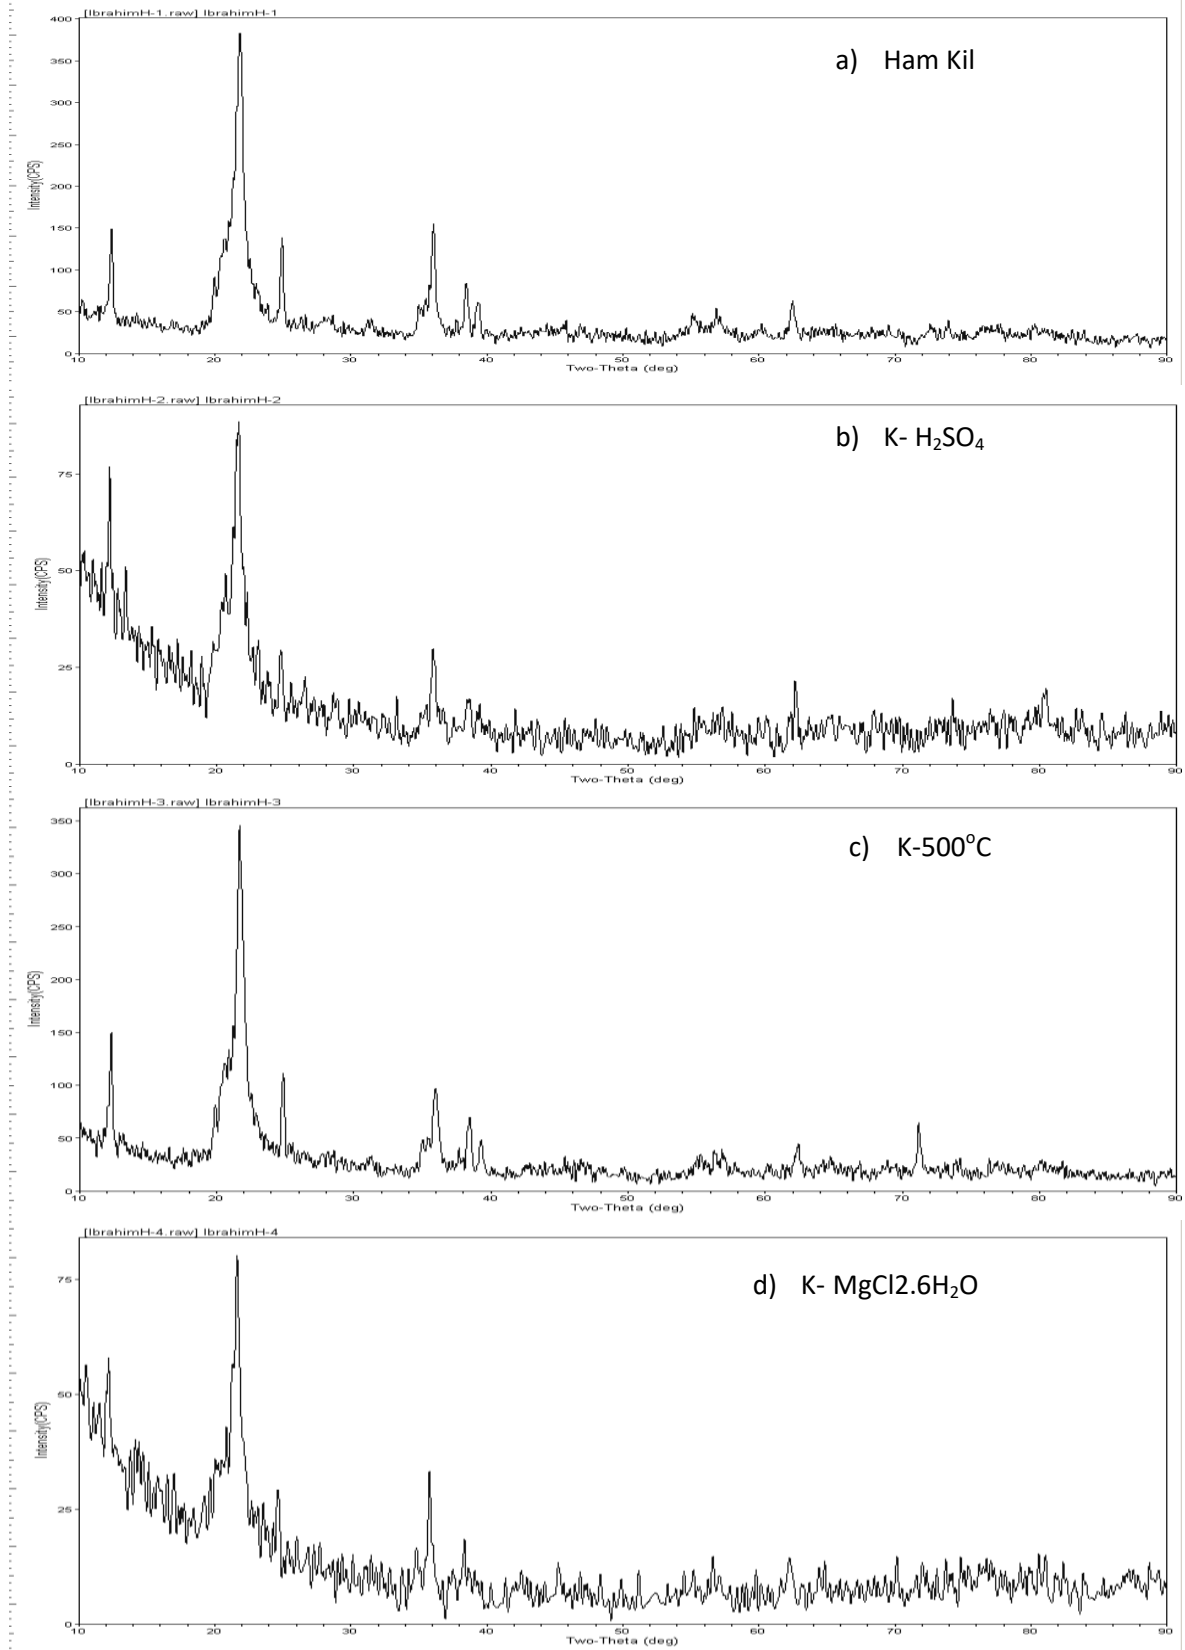 [IbrahimH-1.raw] IbrahimH-1
400
350
300
250
200
150
100
50
0
Intensity(CPS)
a) Ham Kil
10 20 30 40 50 60 70 80 90
Two-Theta (deg)
[IbrahimH-2.raw] IbrahimH-2
75
50
25
0
Intensity(CPS)
b) K- H₂SO₄
10 20 30 40 50 60 70 80 90
Two-Theta (deg)
[IbrahimH-3.raw] IbrahimH-3
350
300
250
200
150
100
50
0
Intensity(CPS)
c) K-500°C
10 20 30 40 50 60 70 80 90
Two-Theta (deg)
[IbrahimH-4.raw] IbrahimH-4
75
50
25
0
Intensity(CPS)
d) K- MgCl2.6H₂O
10 20 30 40 50 60 70 80 90
Two-Theta (deg)